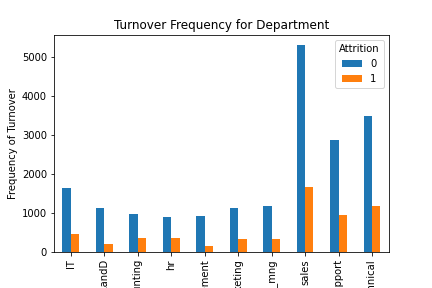 Turnover Frequency for Department
Attrition
0
1
Frequency of Turnover
5000
4000
3000
2000
1000
0
IT
andD
nting
hr
ment
eting
_mng
sales
pport
hnical